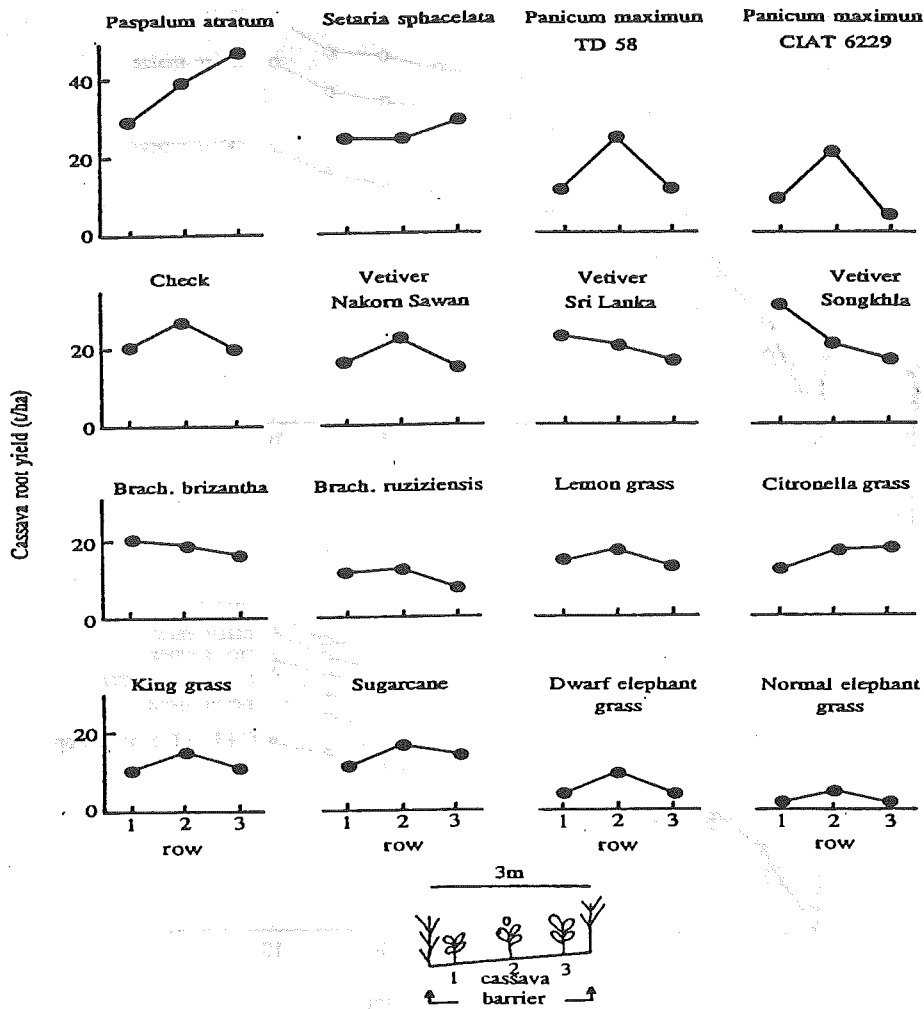 Paspalum atratum
Setaria sphacelata
Panicum maximun
TD 58
Panicum maximun
CIAT 6229
40
20
0
Check
Vetiver
Nakorn Sawan
Vetiver
Sri Lanka
Vetiver
Songkhla
20
0
Cassava root yield (t/ha)
Brach. brizantha
Brach. ruziziensis
Lemon grass
Citronella grass
20
0
King grass
Sugarcane
Dwarf elephant
grass
Normal elephant
grass
20
0
1 2 3
row
1 2 3
row
1 2 3
row
1 2 3
row
3m
1 2 3
cassava
barrier